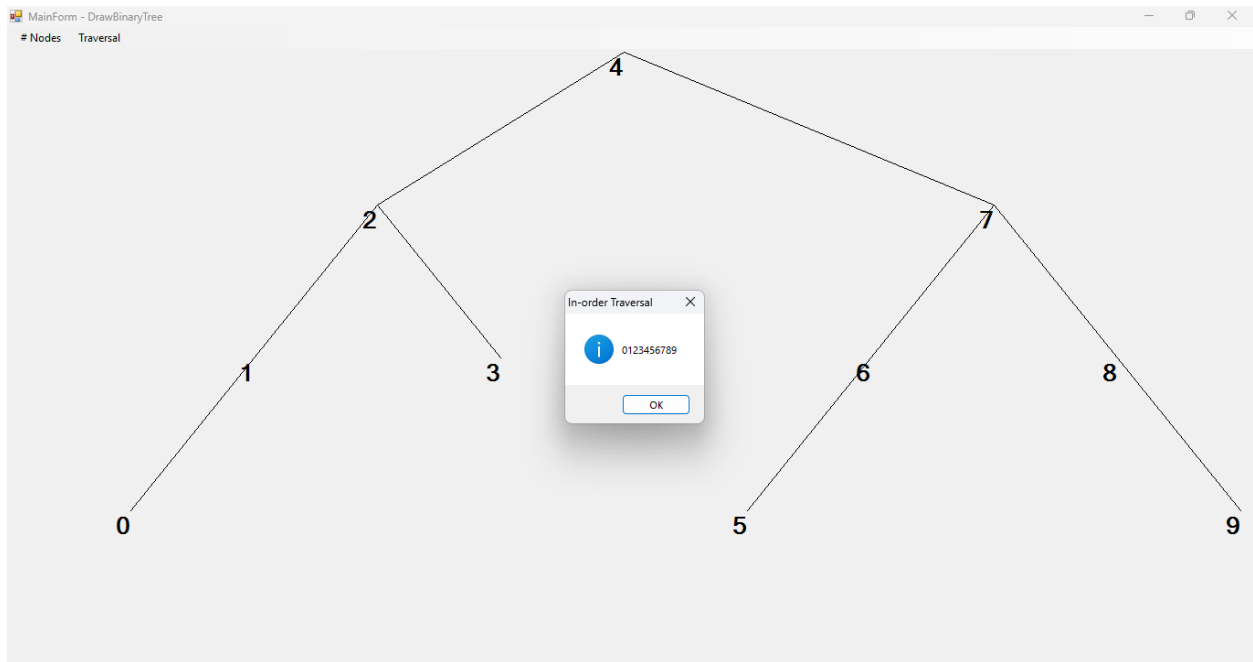 MainForm - DrawBinaryTree
# Nodes Traversal
4
2 7
In-order Traversal
0123456789
1 3 6 8
OK
0 5 9